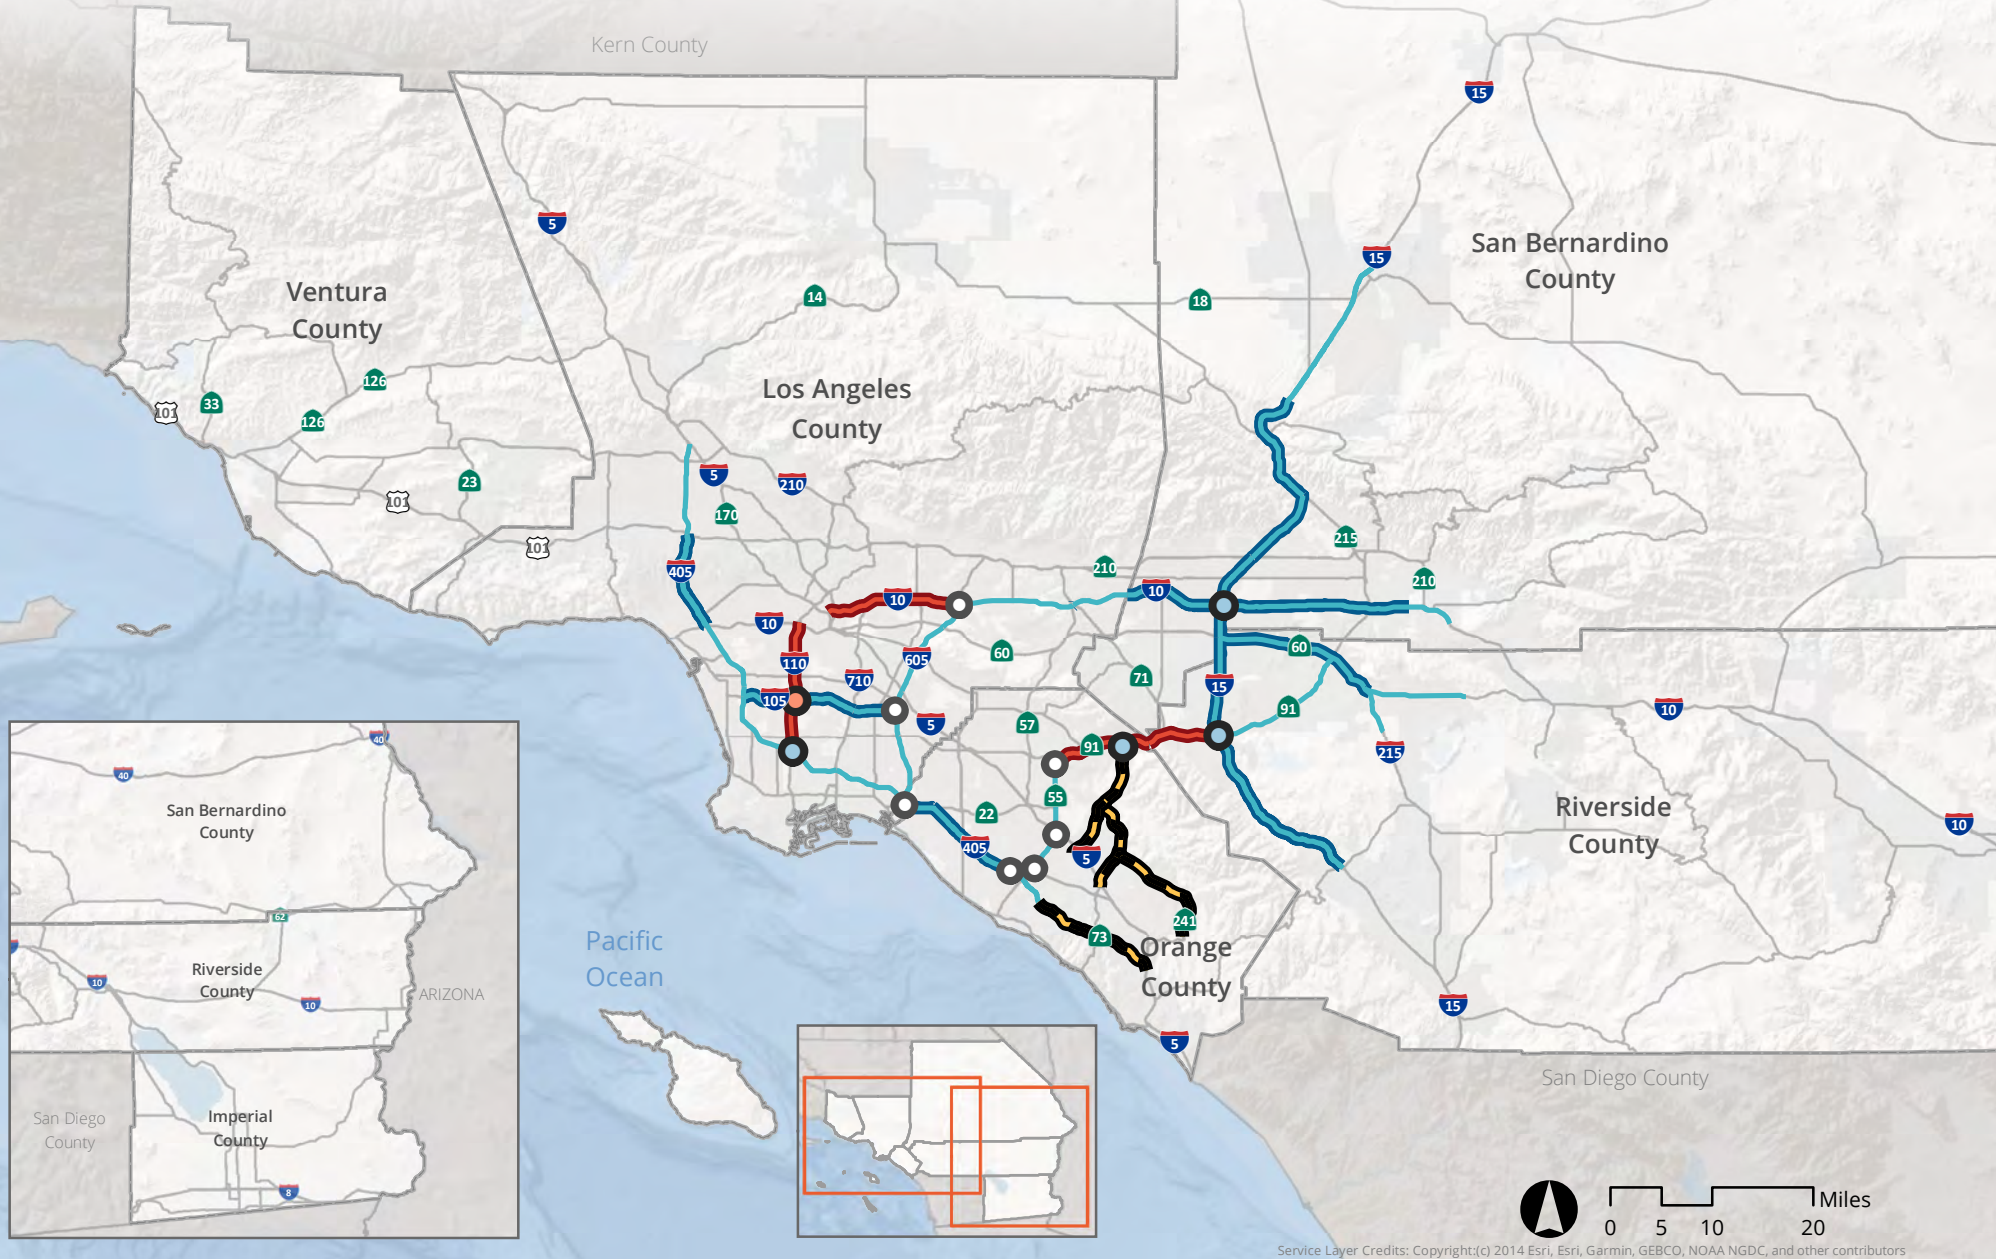 Kern County
15
5
San Bernardino
County
15
Ventura
County
14
18
126
Los Angeles
County
33
101
126
23
101
5
210
170
101
215
405
210
210
10
10
10
110
605
60
60
105
710
71
15
91
10
57
5
91
215
55
22
405
5
Riverside
County
10
241
73
Orange
County
Pacific
Ocean
15
5
San Diego County
40
40
San Bernardino
County
62
10
Riverside
County
10
ARIZONA
San Diego
County
Imperial
County
8
Miles
0 5 10 20
Service Layer Credits: Copyright:(c) 2014 Esri, Esri, Garmin, GEBCO, NOAA NGDC, and other contributors